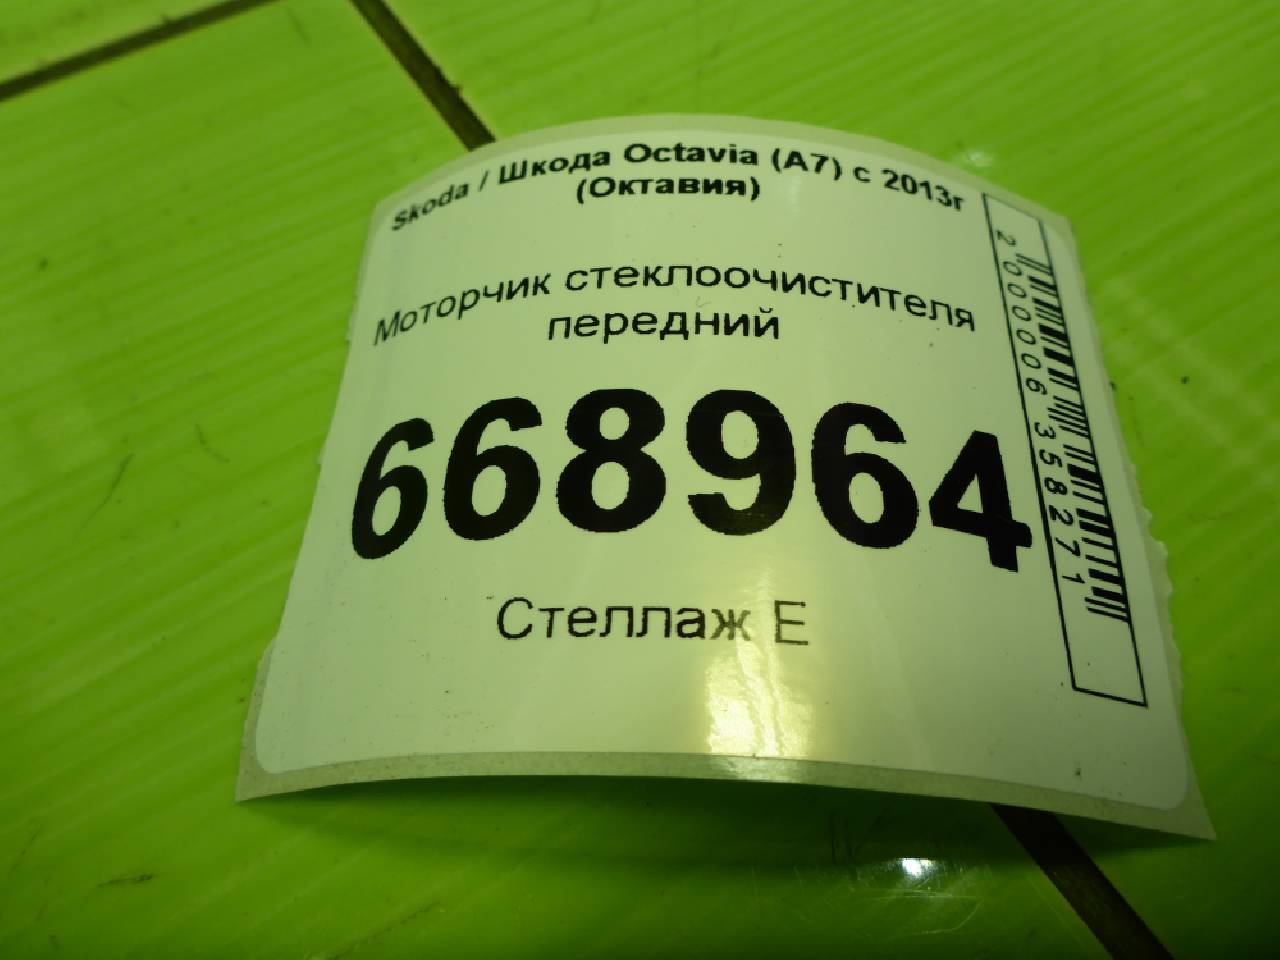 Skoda / Шкода Octavia (A7) с 2013г
(Октавия)
Моторчик стеклоочистителя
передний
668964
Стеллаж Е
2000006358271